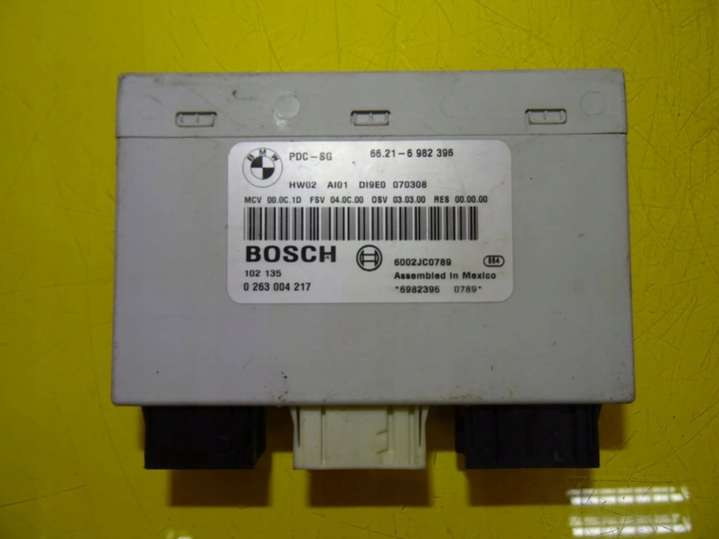 BMW PDC-SG 66.21-6 982 396
HW02 AI01 DI9E0 070308
MCV 00.0C.1D FSV 04.0C.00 OSV 03.03.00 RES 00.00.00
BOSCH
6002JC0789 884
102 135 Assembled in Mexico
0 263 004 217 *6982396 0789*